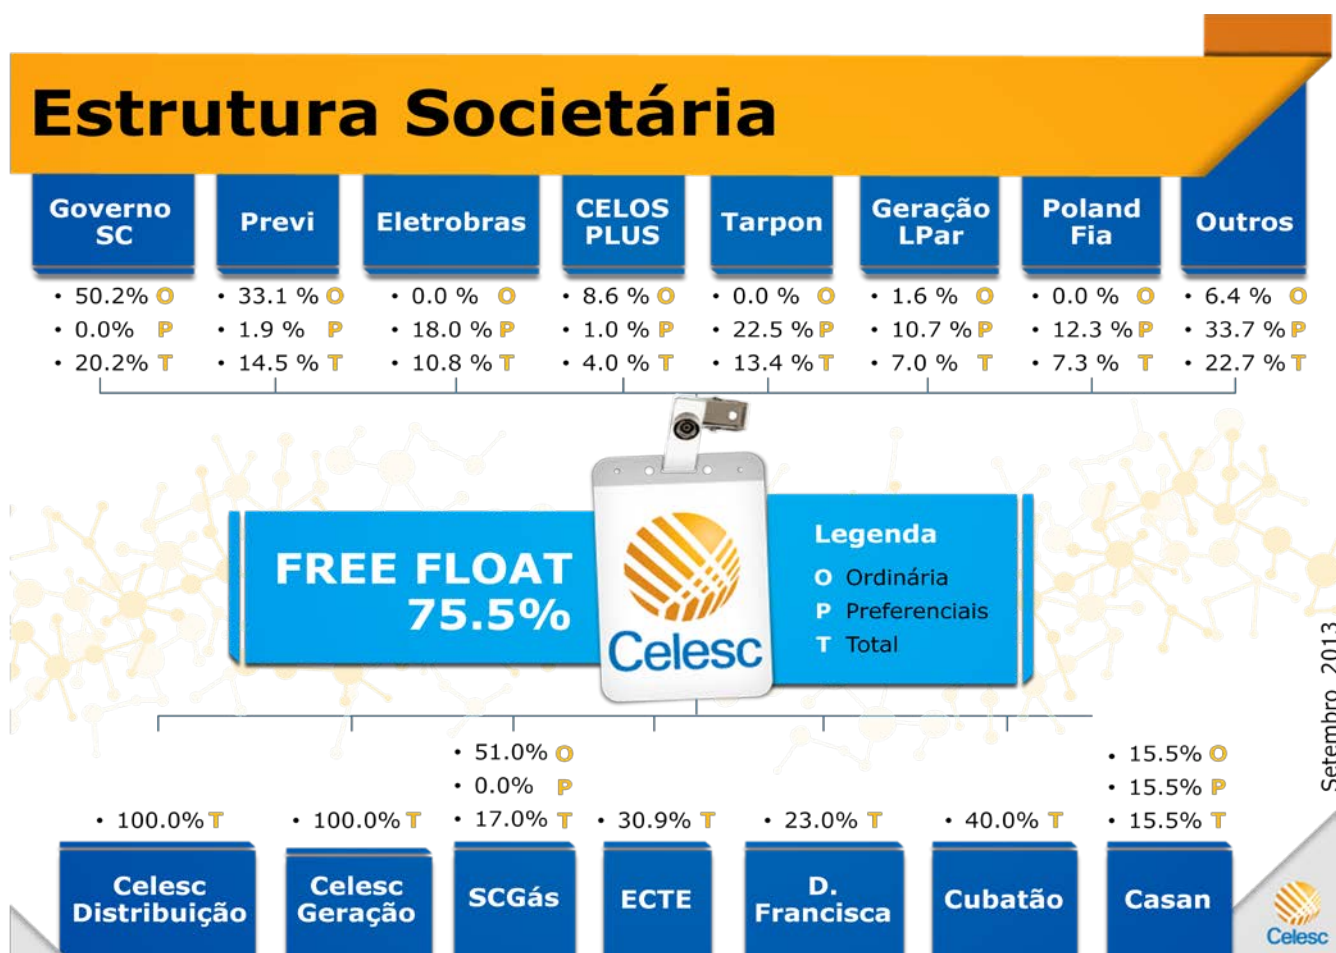 Estrutura Societária
Governo
SC
Previ
Eletrobras
CELOS
PLUS
Tarpon
Geração
LPar
Poland
Fia
Outros
• 50.2% O
• 0.0% P
• 20.2% T
• 33.1 % O
• 1.9 % P
• 14.5 % T
• 0.0 % O
• 18.0 % P
• 10.8 % T
• 8.6 % O
• 1.0 % P
• 4.0 % T
• 0.0 % O
• 22.5 % P
• 13.4 % T
• 1.6 % O
• 10.7 % P
• 7.0 % T
• 0.0 % O
• 12.3 % P
• 7.3 % T
• 6.4 % O
• 33.7 % P
• 22.7 % T
FREE FLOAT
75.5%
Celesc
Legenda
O Ordinária
P Preferenciais
T Total
Setembro 2013
• 100.0% T
• 100.0% T
• 51.0% O
• 0.0% P
• 17.0% T
• 30.9% T
• 23.0% T
• 40.0% T
• 15.5% O
• 15.5% P
• 15.5% T
Celesc
Distribuição
Celesc
Geração
SCGás
ECTE
D.
Francisca
Cubatão
Casan
Celesc